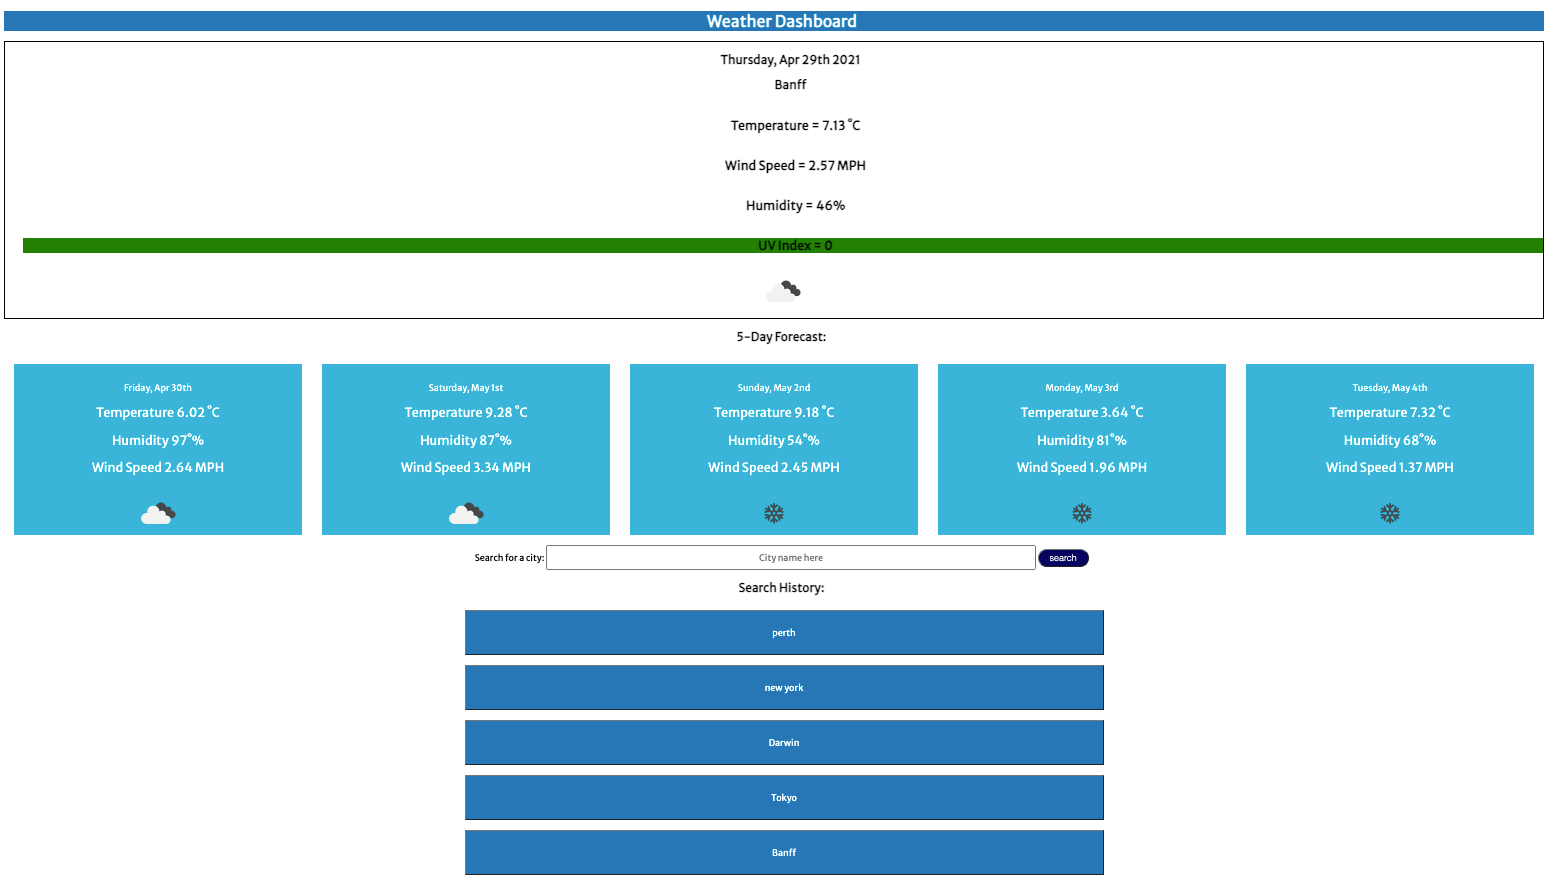 Weather Dashboard
Thursday, Apr 29th 2021
Banff
Temperature = 7.13 °C
Wind Speed = 2.57 MPH
Humidity = 46%
UV Index = 0
5-Day Forecast:
Friday, Apr 30th
Temperature 6.02 °C
Humidity 97°%
Wind Speed 2.64 MPH
Saturday, May 1st
Temperature 9.28 °C
Humidity 87°%
Wind Speed 3.34 MPH
Sunday, May 2nd
Temperature 9.18 °C
Humidity 54°%
Wind Speed 2.45 MPH
Monday, May 3rd
Temperature 3.64 °C
Humidity 81°%
Wind Speed 1.96 MPH
Tuesday, May 4th
Temperature 7.32 °C
Humidity 68°%
Wind Speed 1.37 MPH
Search for a city: City name here search
Search History:
perth
new york
Darwin
Tokyo
Banff